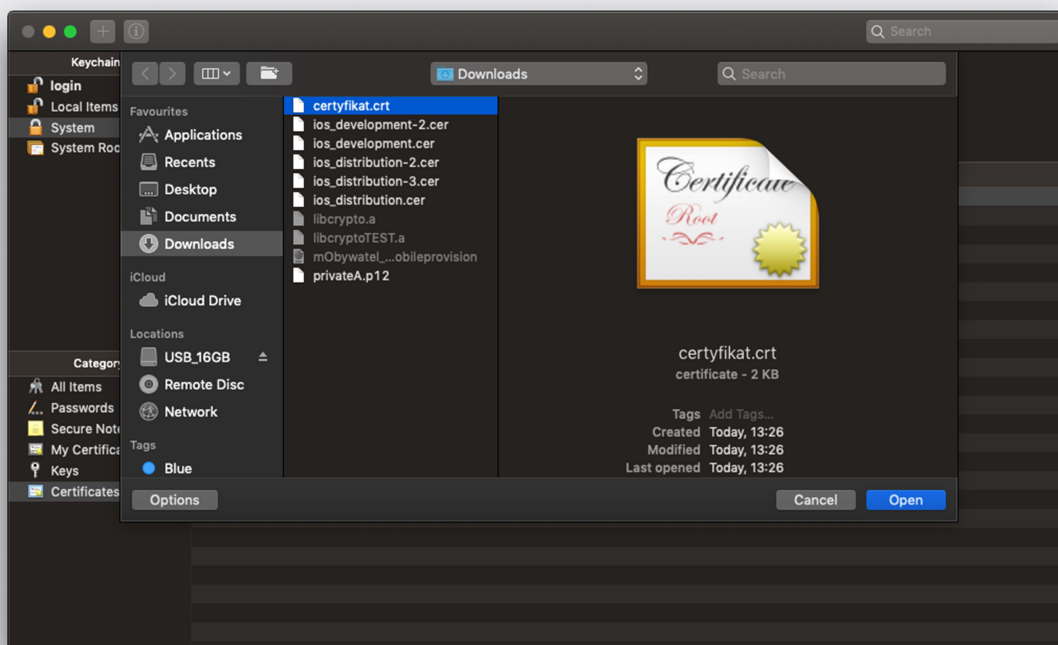 Search
Keychain
login
Local Items
System
System Roo
Downloads
Search
Favourites
Applications
Recents
Desktop
Documents
Downloads
iCloud
iCloud Drive
Locations
USB_16GB
Remote Disc
Network
Tags
Blue
certyfikat.crt
ios_development-2.cer
ios_development.cer
ios_distribution-2.cer
ios_distribution-3.cer
ios_distribution.cer
libcrypto.a
libcryptoTEST.a
mObywatel_...obileprovision
privateA.p12
Certificate
Root
certyfikat.crt
certificate - 2 KB
Tags Add Tags...
Created Today, 13:26
Modified Today, 13:26
Last opened Today, 13:26
Categor
All Items
Passwords
Secure Note
My Certifica
Keys
Certificates
Options
Cancel
Open